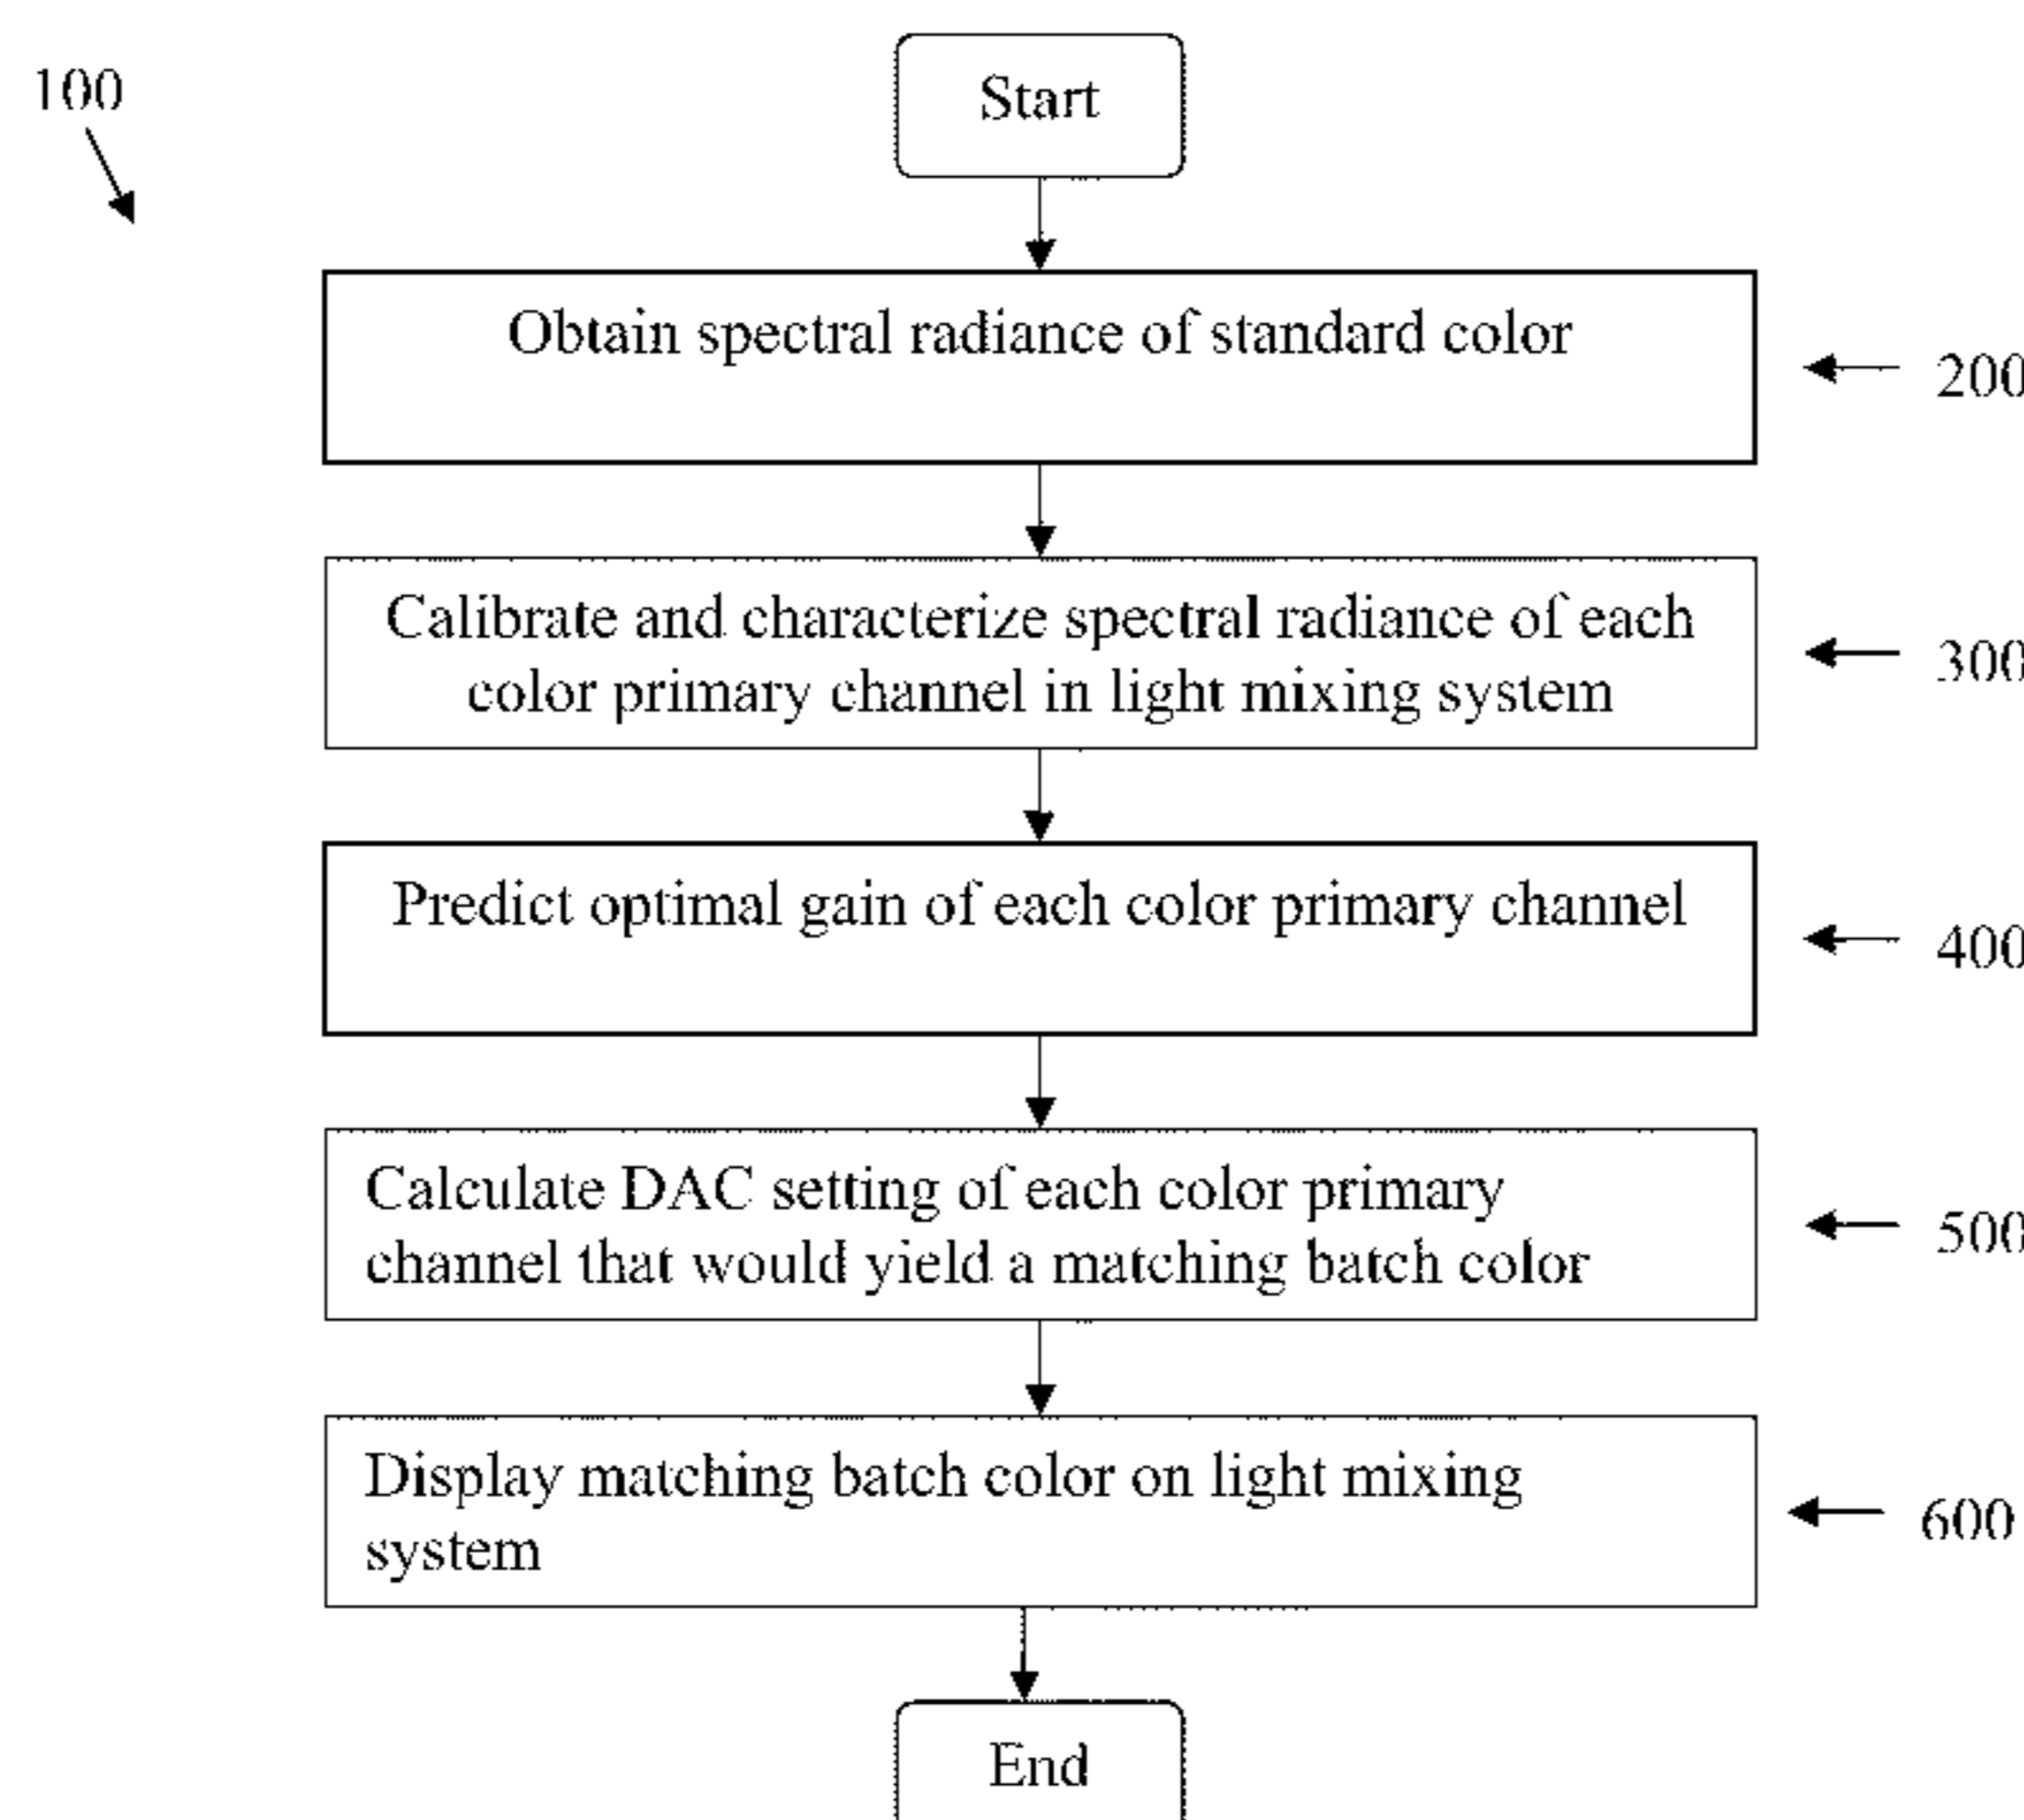 100
Start
Obtain spectral radiance of standard color
200
Calibrate and characterize spectral radiance of each
color primary channel in light mixing system
300
Predict optimal gain of each color primary channel
400
Calculate DAC setting of each color primary
channel that would yield a matching batch color
500
Display matching batch color on light mixing
system
600
End